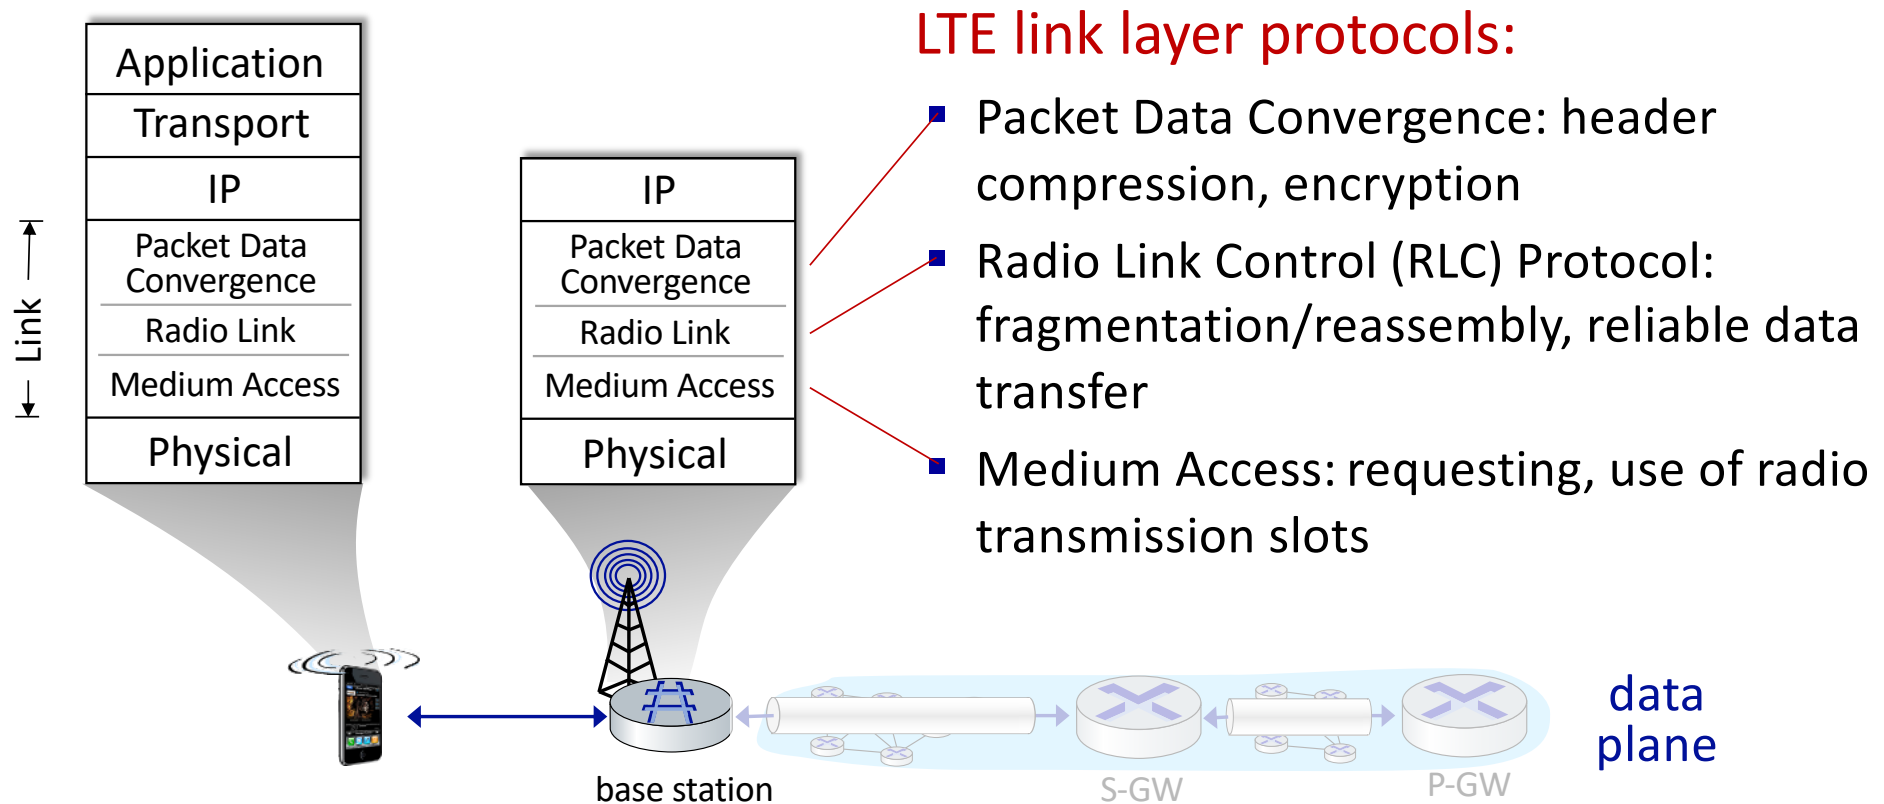 LTE link layer protocols:
Application
Transport
IP
Packet Data
Convergence
Radio Link
Medium Access
Physical
Link
IP
Packet Data
Convergence
Radio Link
Medium Access
Physical
Packet Data Convergence: header
compression, encryption
Radio Link Control (RLC) Protocol:
fragmentation/reassembly, reliable data
transfer
Medium Access: requesting, use of radio
transmission slots
base station
S-GW
P-GW
data
plane